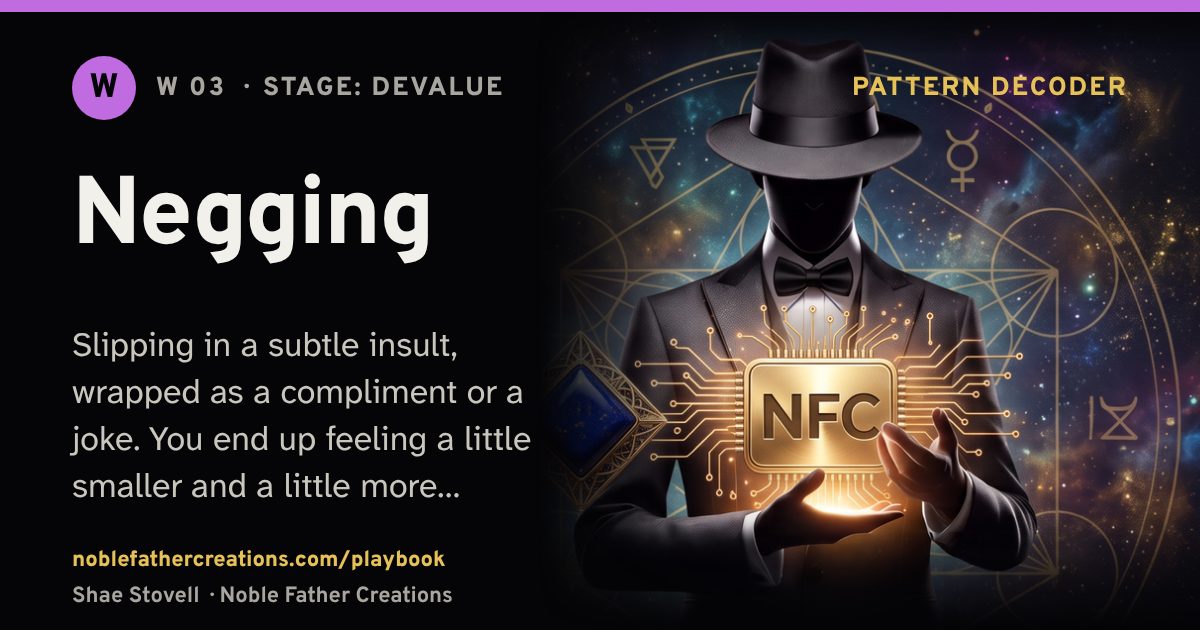 W
W 03 · STAGE: DEVALUE
PATTERN DECODER
Negging
Slipping in a subtle insult,
wrapped as a compliment or a
joke. You end up feeling a little
smaller and a little more...
NFC
noblefathercreations.com/playbook
Shae Stovell · Noble Father Creations